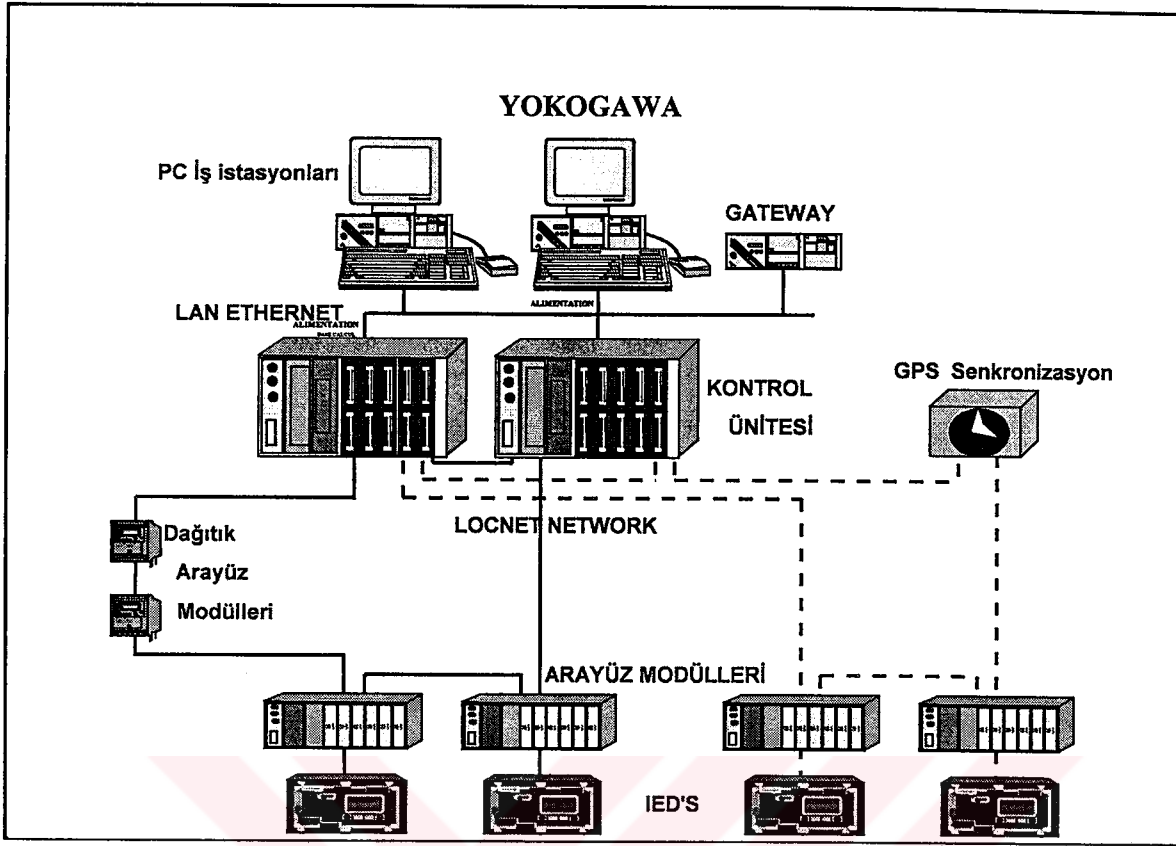 YOKOGAWA
PC İş istasyonları
GATEWAY
LAN ETHERNET
ALIMENTATION
ALIMENTATION
GPS Senkronizasyon
KONTROL
ÜNİTESİ
LOCNET NETWORK
Dağıtık
Arayüz
Modülleri
ARAYÜZ MODÜLLERİ
IED'S